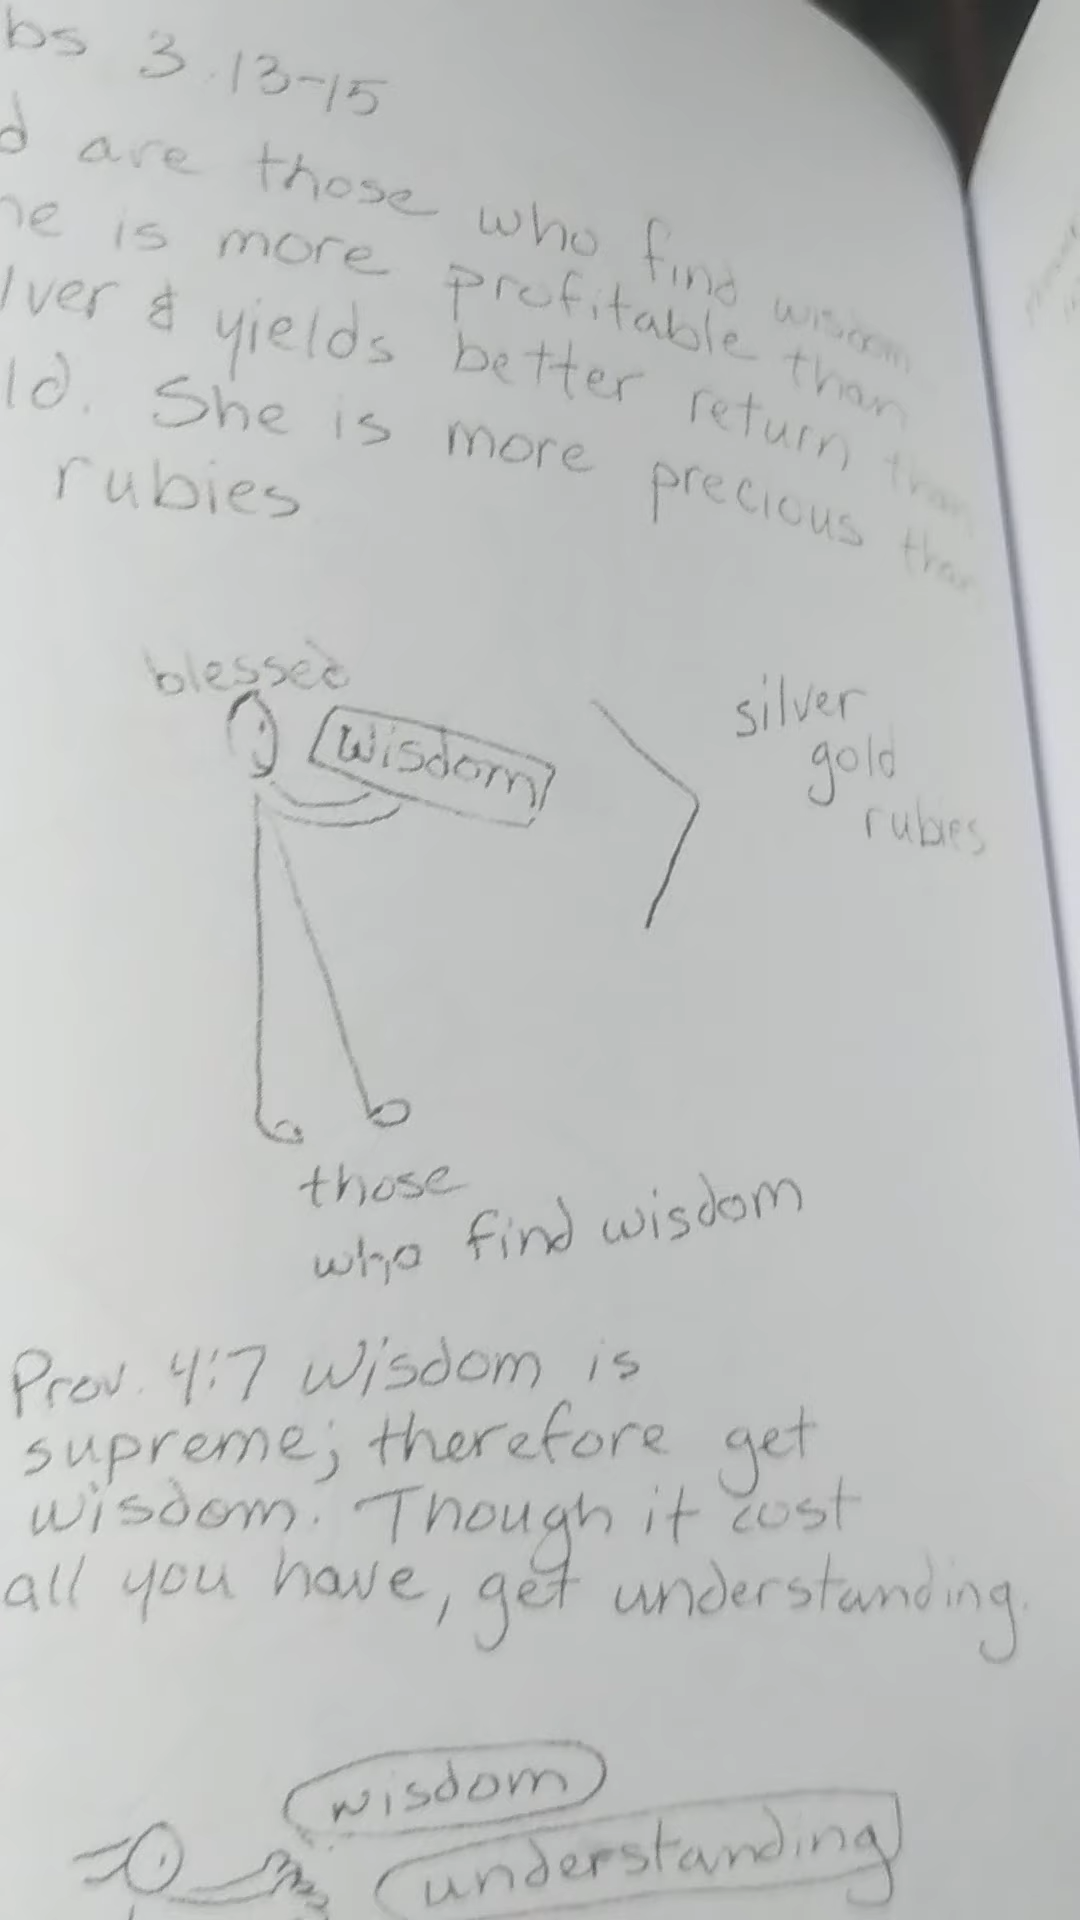 bs 3:13-15
d are those who find wisdom
he is more profitable than
lver & yields better return than
ld. She is more precious than
rubies
blessed
Wisdom
silver
gold
rubies
those
who find wisdom
Prov. 4:7 Wisdom is
supreme; therefore get
wisdom. Though it cost
all you have, get understanding.
wisdom
understanding